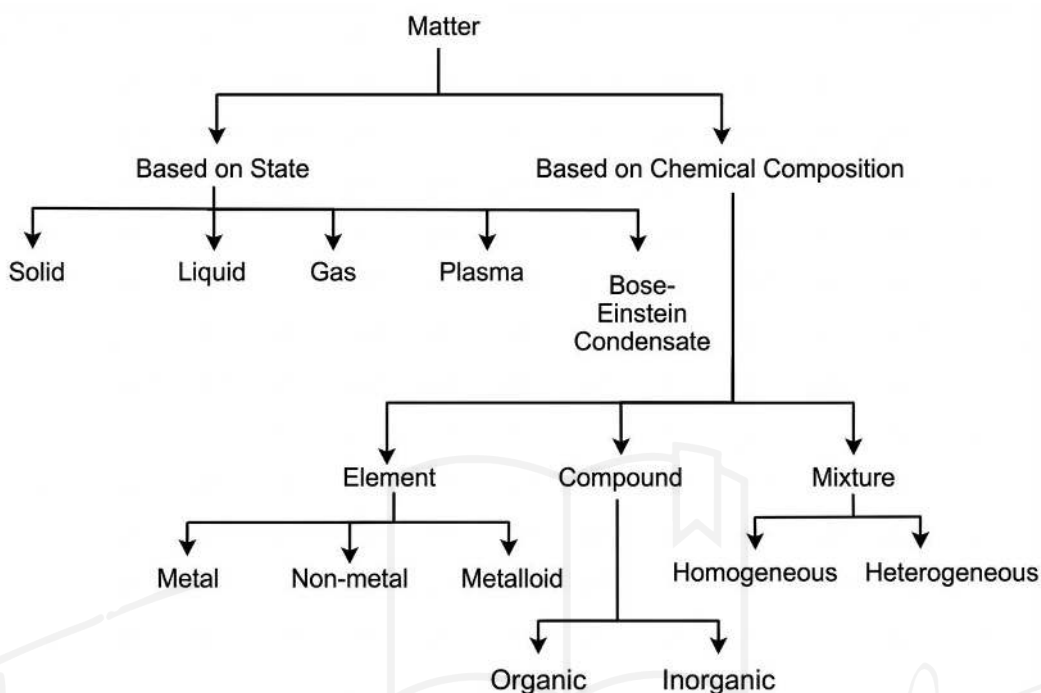 Matter
Based on State
Based on Chemical Composition
Solid
Liquid
Gas
Plasma
Bose-
Einstein
Condensate
Element
Compound
Mixture
Metal
Non-metal
Metalloid
Homogeneous
Heterogeneous
Organic
Inorganic